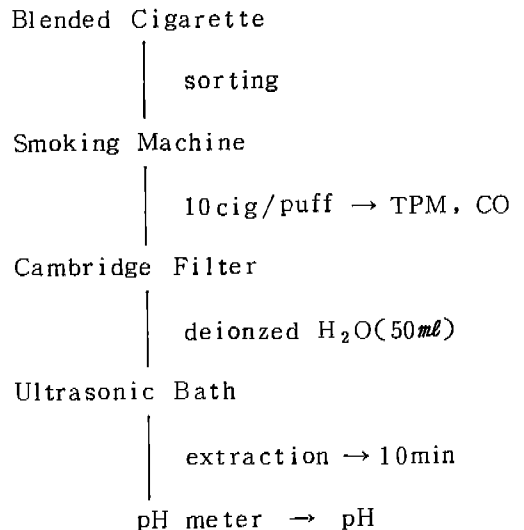 Blended Cigarette
sorting
Smoking Machine
10cig/puff → TPM, CO
Cambridge Filter
deionzed H₂O(50㎖)
Ultrasonic Bath
extraction → 10min
pH meter → pH